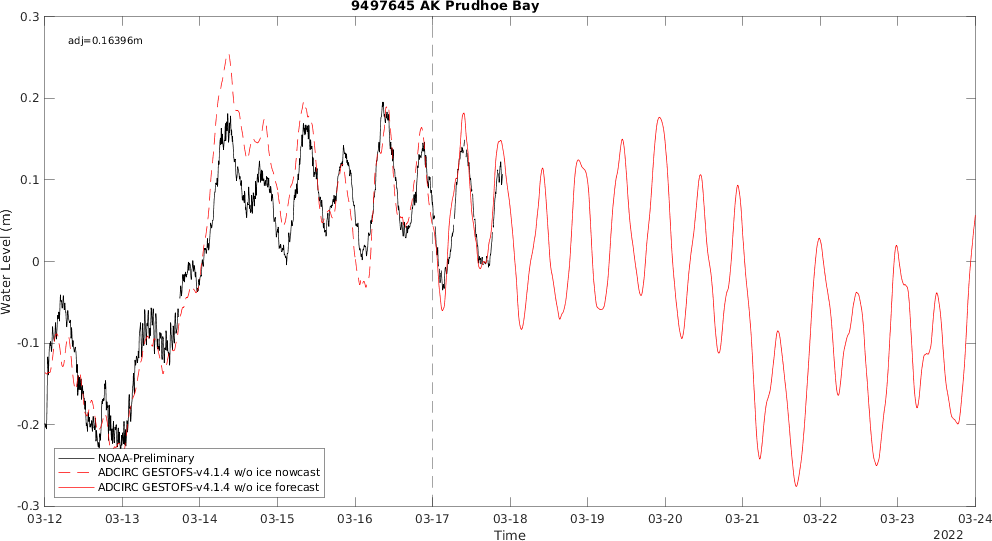 9497645 AK Prudhoe Bay
adj=0.16396m
0.3
0.2
0.1
0
-0.1
-0.2
-0.3
Water Level (m)
NOAA-Preliminary
ADCIRC GESTOFS-v4.1.4 w/o ice nowcast
ADCIRC GESTOFS-v4.1.4 w/o ice forecast
03-12 03-13 03-14 03-15 03-16 03-17 03-18 03-19 03-20 03-21 03-22 03-23 03-24
Time
2022